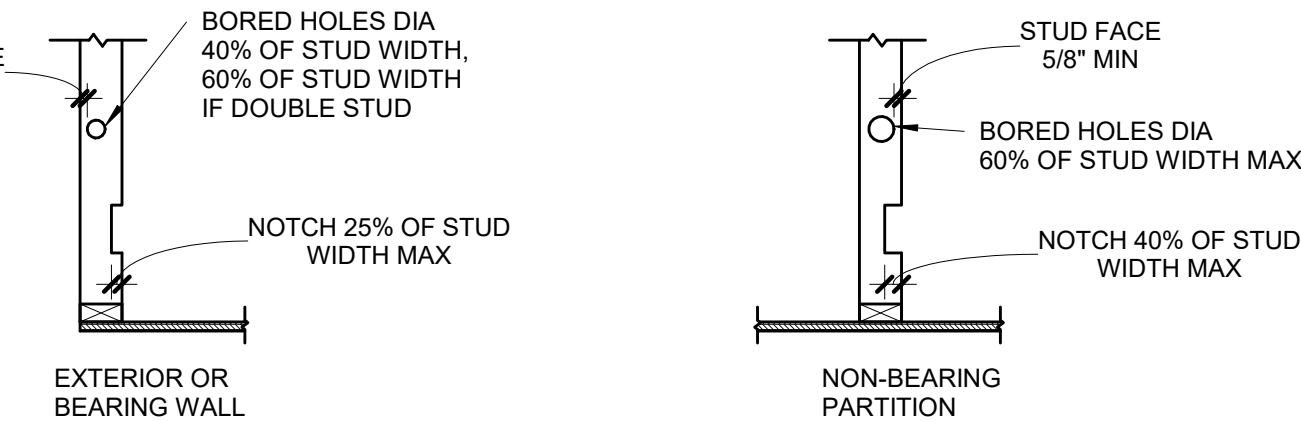 BORED HOLES DIA
40% OF STUD WIDTH,
60% OF STUD WIDTH
IF DOUBLE STUD
NOTCH 25% OF STUD
WIDTH MAX
EXTERIOR OR
BEARING WALL
STUD FACE
5/8" MIN
BORED HOLES DIA
60% OF STUD WIDTH MAX
NOTCH 40% OF STUD
WIDTH MAX
NON-BEARING
PARTITION